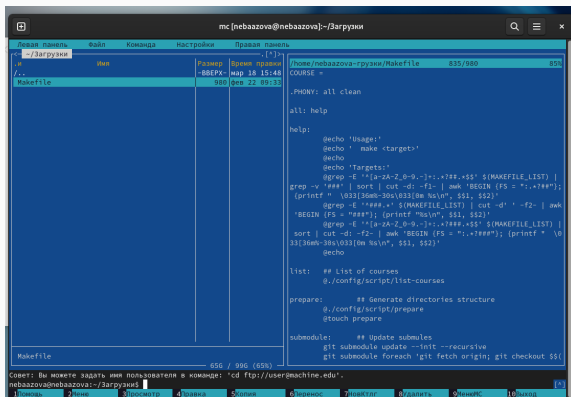 mc [nebaazova@nebaazova]:~/Загрузки
Левая панель Файл Команда Настройки Правая панель
~/Загрузки .[^]>
.и Имя Размер Время правки
/.. -ВВЕРХ- мар 18 15:48
Makefile 980 фев 22 09:33
Makefile
65G / 99G (65%)
/home/nebaazova~рузки/Makefile 835/980 85%
COURSE =
.PHONY: all clean
all: help
help:
@echo 'Usage:'
@echo ' make <target>'
@echo
@echo 'Targets:'
@grep -E '^[a-zA-Z_0-9.-]+:.*?##.*$$' $(MAKEFILE_LIST) |
grep -v '###' | sort | cut -d: -f1- | awk 'BEGIN {FS = ":.*?##"};
{printf " \033[36m%-30s\033[0m %s\n", $$1, $$2}'
@grep -E '^###.*' $(MAKEFILE_LIST) | cut -d' ' -f2- | awk
'BEGIN {FS = "###"}; {printf "%s\n", $$1, $$2}'
@grep -E '^[a-zA-Z_0-9.-]+:.*?###.*$$' $(MAKEFILE_LIST) |
sort | cut -d: -f2- | awk 'BEGIN {FS = ":.*?###"}; {printf " \0
33[36m%-30s\033[0m %s\n", $$1, $$2}'
@echo
list: ## List of courses
@./config/script/list-courses
prepare: ## Generate directories structure
@./config/script/prepare
@touch prepare
submodule: ## Update submules
git submodule update --init --recursive
git submodule foreach 'git fetch origin; git checkout $$(
Совет: Вы можете задать имя пользователя в команде: 'cd ftp://user@machine.edu'.
nebaazova@nebaazova:~/Загрузки$ [^]
1Помощь 2Меню 3Просмотр 4Правка 5Копия 6Перенос 7НовКтлг 8Удалить 9МенюMC 10Выход